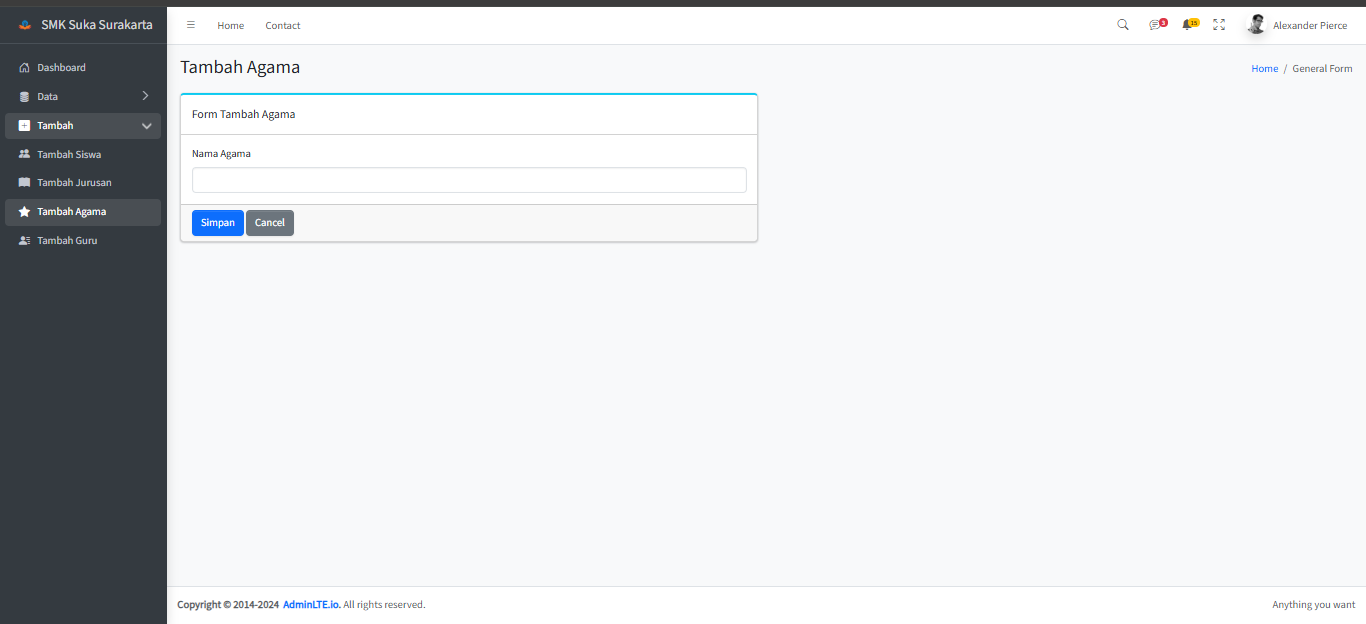 SMK Suka Surakarta
Home
Contact
3
15
Alexander Pierce
Dashboard
Data
Tambah
Tambah Siswa
Tambah Jurusan
Tambah Agama
Tambah Guru
Tambah Agama
Home / General Form
Form Tambah Agama
Nama Agama
Simpan
Cancel
Copyright © 2014-2024 AdminLTE.io. All rights reserved.
Anything you want